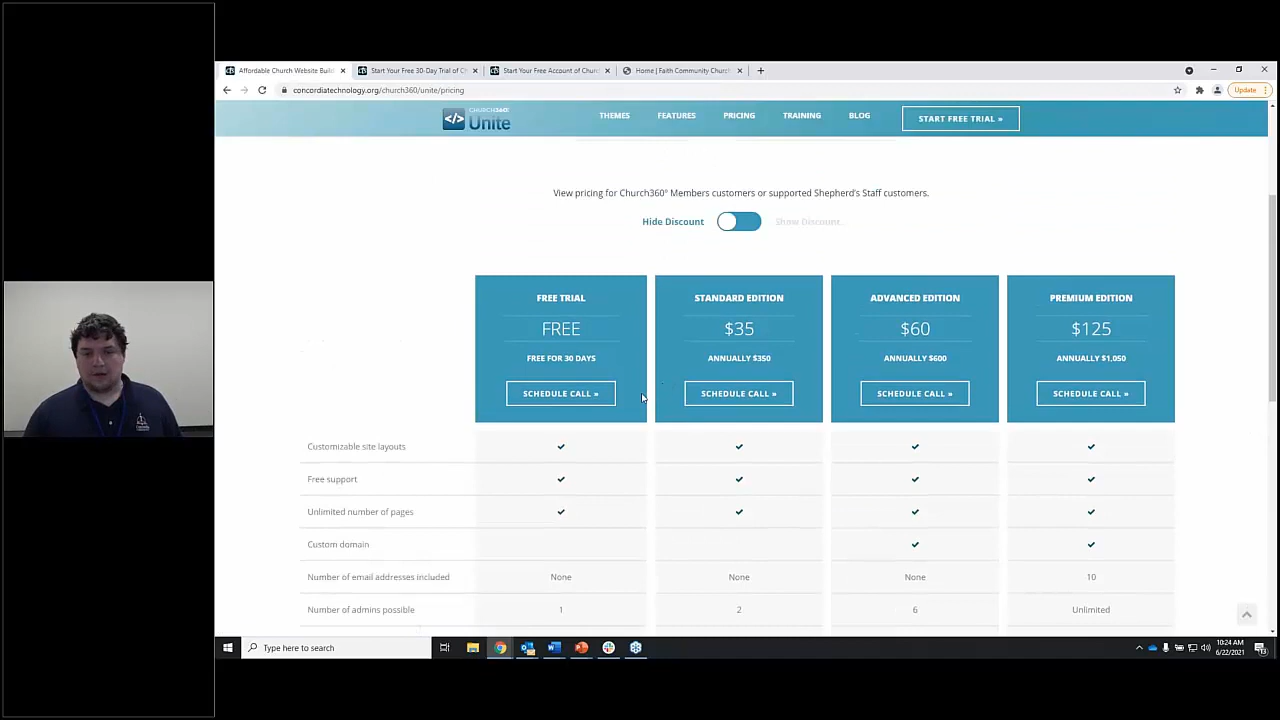 Affordable Church Website Build
Start Your Free 30-Day Trial of Ch
Start Your Free Account of Churc
Home | Faith Community Church
concordiatechnology.org/church360/unite/pricing
Update
CHURCH360°
Unite
THEMES
FEATURES
PRICING
TRAINING
BLOG
START FREE TRIAL »
View pricing for Church360° Members customers or supported Shepherd's Staff customers.
Hide Discount
Show Discount
FREE TRIAL
STANDARD EDITION
ADVANCED EDITION
PREMIUM EDITION
FREE
$35
$60
$125
FREE FOR 30 DAYS
ANNUALLY $350
ANNUALLY $600
ANNUALLY $1,050
SCHEDULE CALL »
SCHEDULE CALL »
SCHEDULE CALL »
SCHEDULE CALL »
Customizable site layouts
Free support
Unlimited number of pages
Custom domain
Number of email addresses included
None
None
None
10
Number of admins possible
1
2
6
Unlimited
Type here to search
10:24 AM
6/22/2021